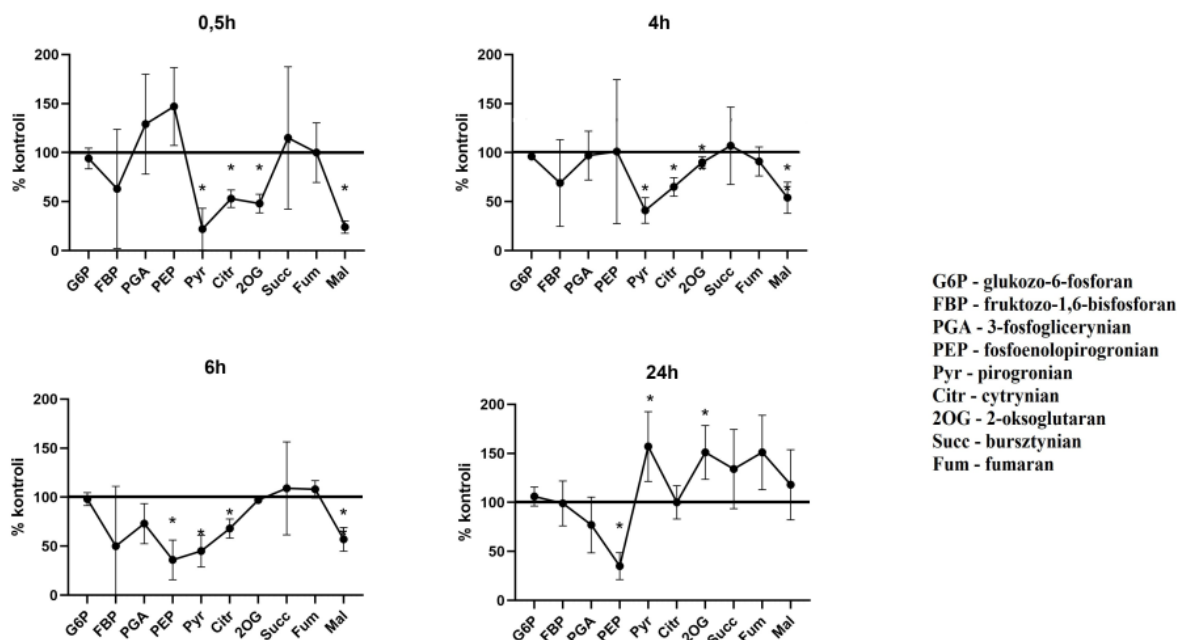 0,5h
200
150
100
50
0
% kontroli
* * * *
G6P FBP PGA PEP Pyr Citr 2OG Succ Fum Mal
4h
200
150
100
50
0
% kontroli
* * * * *
G6P FBP PGA PEP Pyr Citr 2OG Succ Fum Mal
6h
200
150
100
50
0
% kontroli
* * * * *
G6P FBP PGA PEP Pyr Citr 2OG Succ Fum Mal
24h
200
150
100
50
0
% kontroli
* * *
G6P FBP PGA PEP Pyr Citr 2OG Succ Fum Mal
G6P - glukozo-6-fosforan
FBP - fruktozo-1,6-bisfosforan
PGA - 3-fosfoglicerynian
PEP - fosfoenolopirogronian
Pyr - pirogronian
Citr - cytrynian
2OG - 2-oksoglutaran
Succ - bursztynian
Fum - fumaran